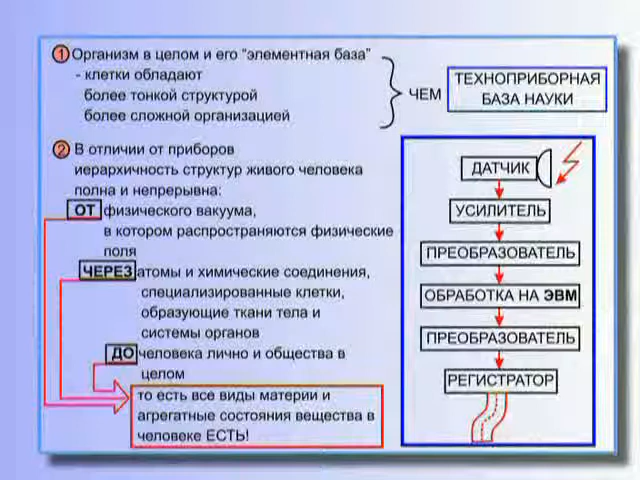 1 Организм в целом и его "элементная база"
- клетки обладают
более тонкой структурой
более сложной организацией
ЧЕМ
ТЕХНОПРИБОРНАЯ
БАЗА НАУКИ
2 В отличии от приборов
иерархичность структур живого человека
полна и непрерывна:
ОТ физического вакуума,
в котором распространяются физические
поля
ЧЕРЕЗ атомы и химические соединения,
специализированные клетки,
образующие ткани тела и
системы органов
ДО человека лично и общества в
целом
то есть все виды материи и
агрегатные состояния вещества в
человеке ЕСТЬ!
ДАТЧИК
УСИЛИТЕЛЬ
ПРЕОБРАЗОВАТЕЛЬ
ОБРАБОТКА НА ЭВМ
ПРЕОБРАЗОВАТЕЛЬ
РЕГИСТРАТОР